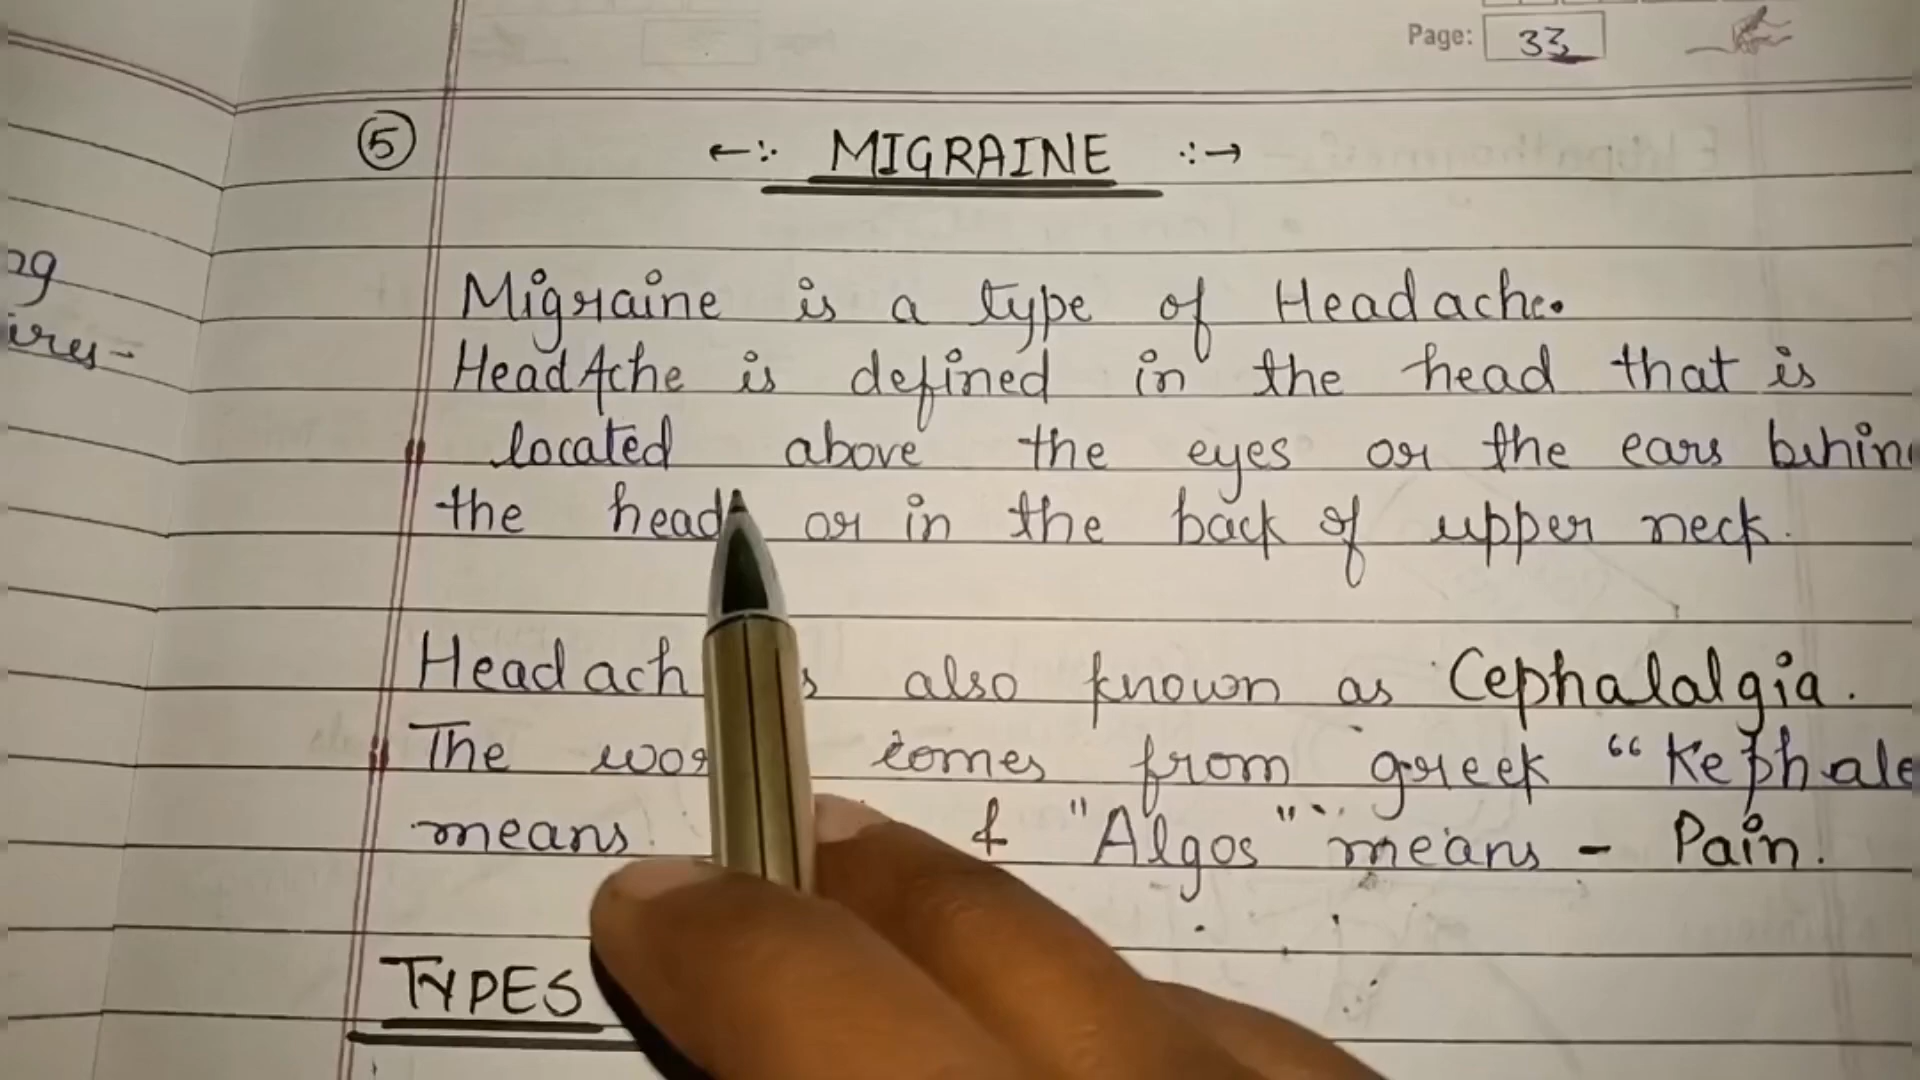 Page: 33
5
←:· MIGRAINE ·:→
Migraine is a type of Headache.
HeadAche is defined in the head that is
located above the eyes or the ears behin
the head or in the back of upper neck.
Headach s also known as Cephalalgia.
The wor comes from greek "Kephale
means & "Algos" means - Pain.
TYPES